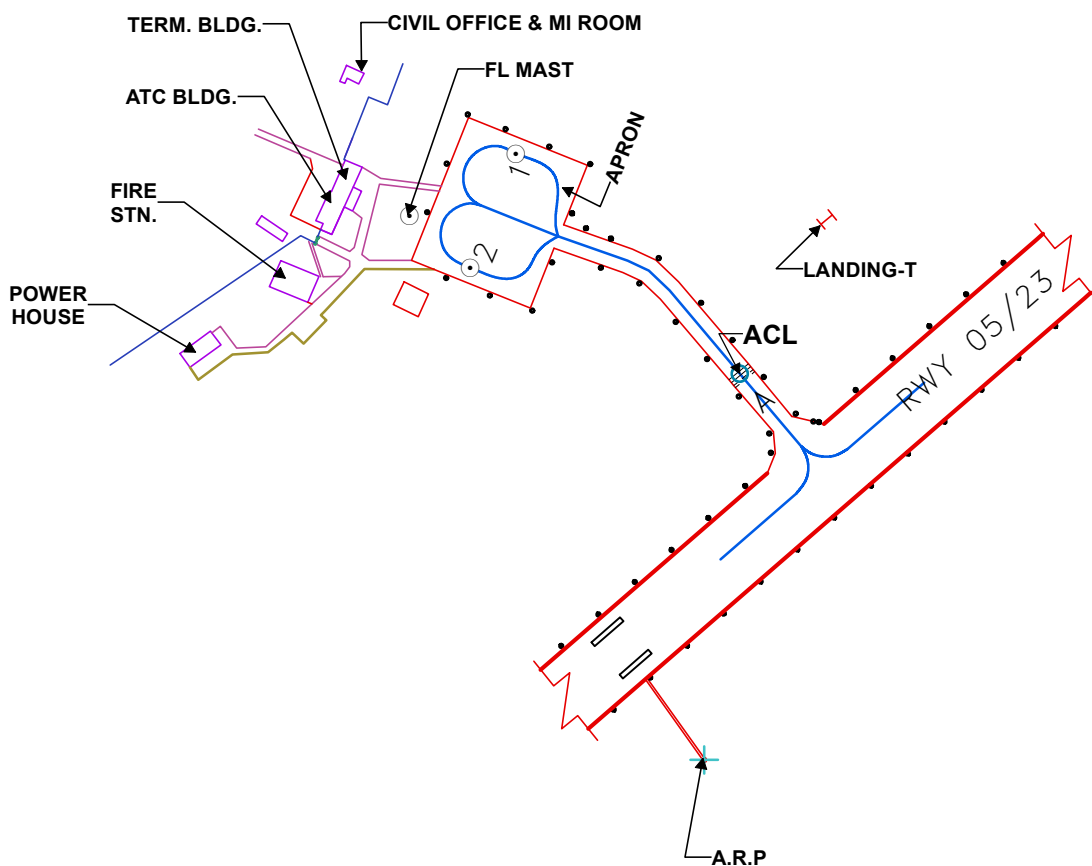 TERM. BLDG.
CIVIL OFFICE & MI ROOM
FL MAST
ATC BLDG.
APRON
FIRE
STN.
1
2
LANDING-T
POWER
HOUSE
RWY 05/23
ACL
A
A.R.P